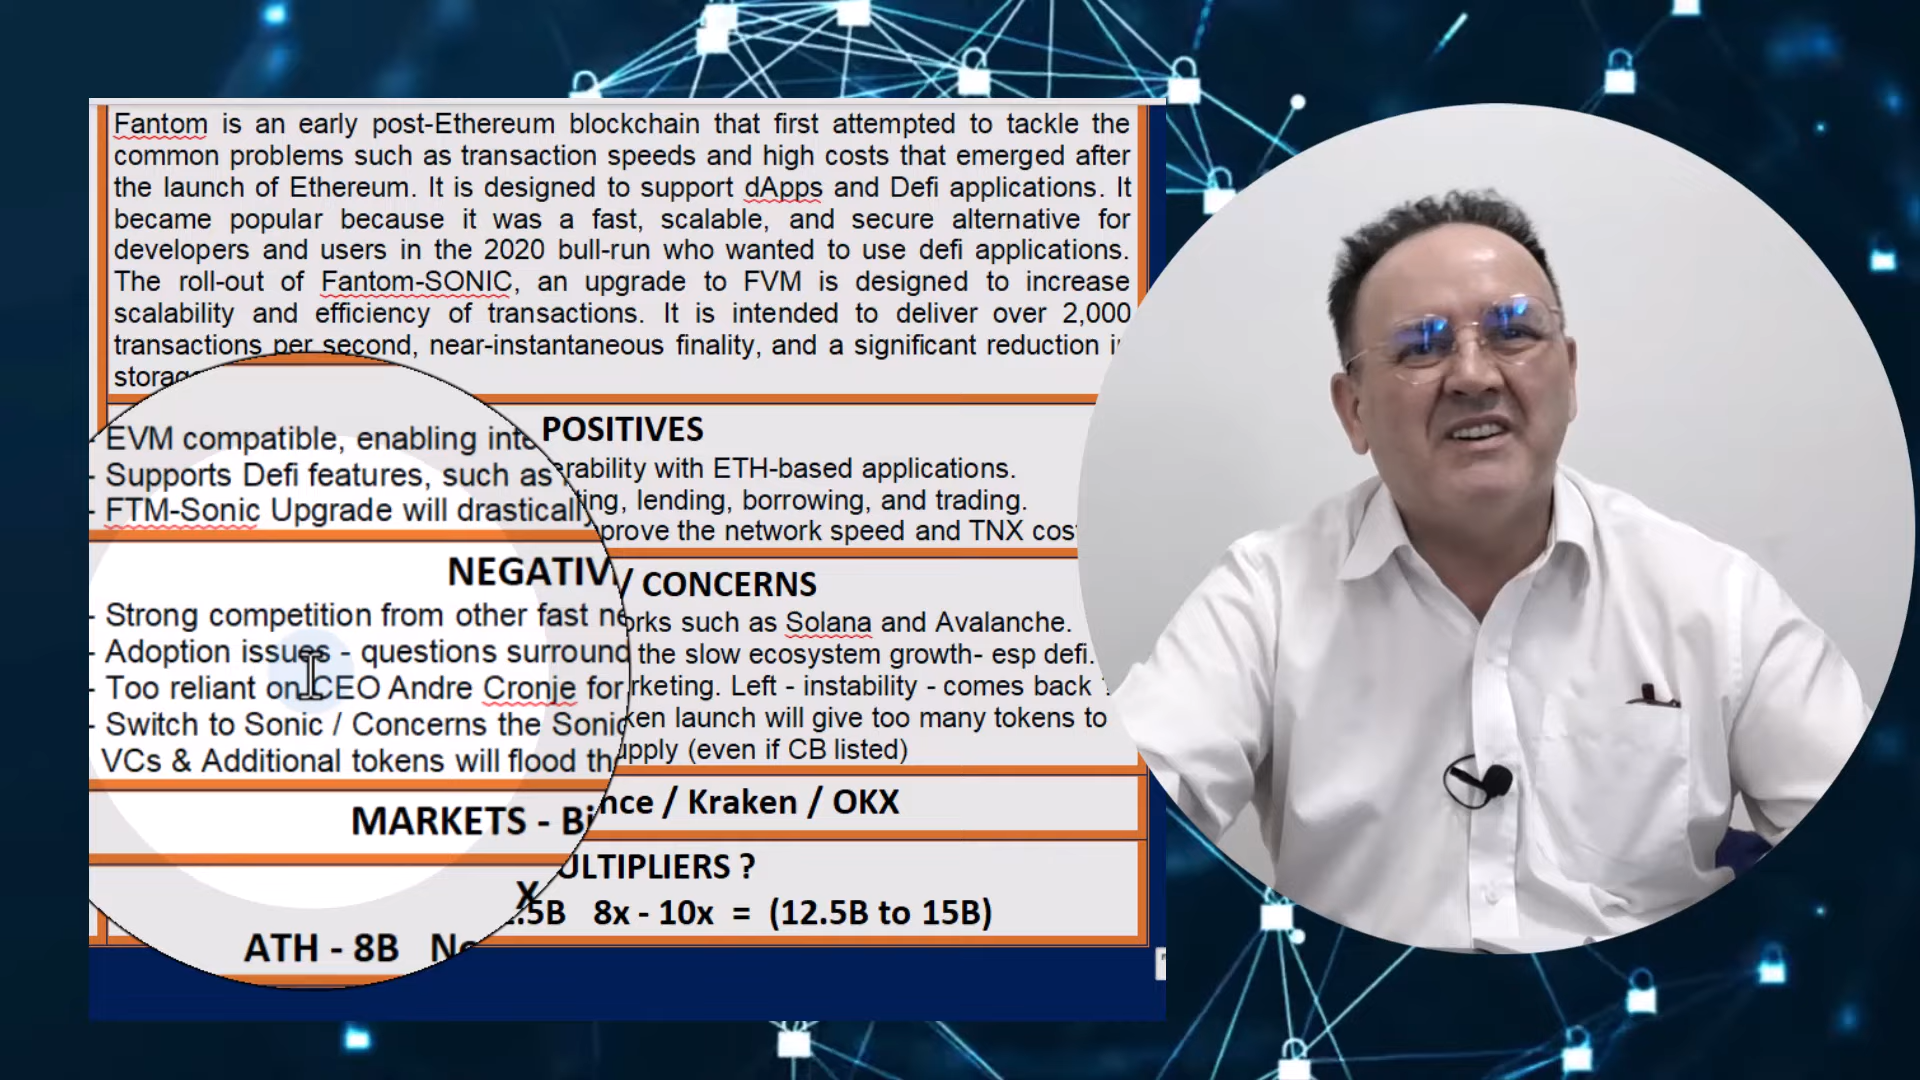 Fantom is an early post-Ethereum blockchain that first attempted to tackle the
common problems such as transaction speeds and high costs that emerged after
the launch of Ethereum. It is designed to support dApps and Defi applications. It
became popular because it was a fast, scalable, and secure alternative for
developers and users in the 2020 bull-run who wanted to use defi applications.
The roll-out of Fantom-SONIC, an upgrade to FVM is designed to increase
scalability and efficiency of transactions. It is intended to deliver over 2,000
transactions per second, near-instantaneous finality, and a significant reduction
POSITIVES
- EVM compatible, enabling erability with ETH-based applications.
- Supports Defi features, such as ting, lending, borrowing, and trading.
- FTM-Sonic Upgrade will drastically prove the network speed and TNX
NEGATIV / CONCERNS
- Strong competition from other fast orks such as Solana and Avalanche.
- Adoption issues - questions surround the slow ecosystem growth- esp defi.
- Too reliant on CEO Andre Cronje for rketing. Left - instability - comes back
- Switch to Sonic / Concerns the Sonic ken launch will give too many tokens to
VCs & Additional tokens will flood pply (even if CB listed)
MARKETS - Binance / Kraken / OKX
X ULTIPLIERS ?
ATH - 8B .5B 8x - 10x = (12.5B to 15B)